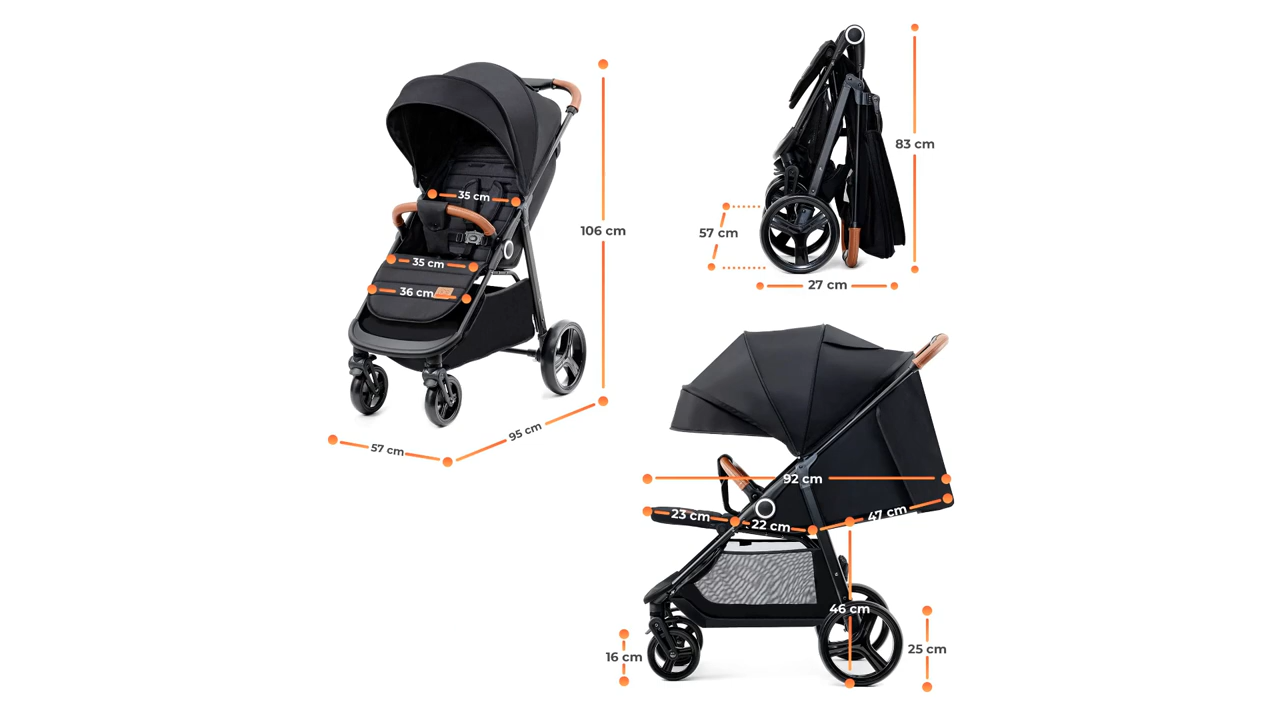 35 cm
35 cm
36 cm
106 cm
57 cm
95 cm
83 cm
57 cm
27 cm
92 cm
23 cm
22 cm
47 cm
46 cm
16 cm
25 cm